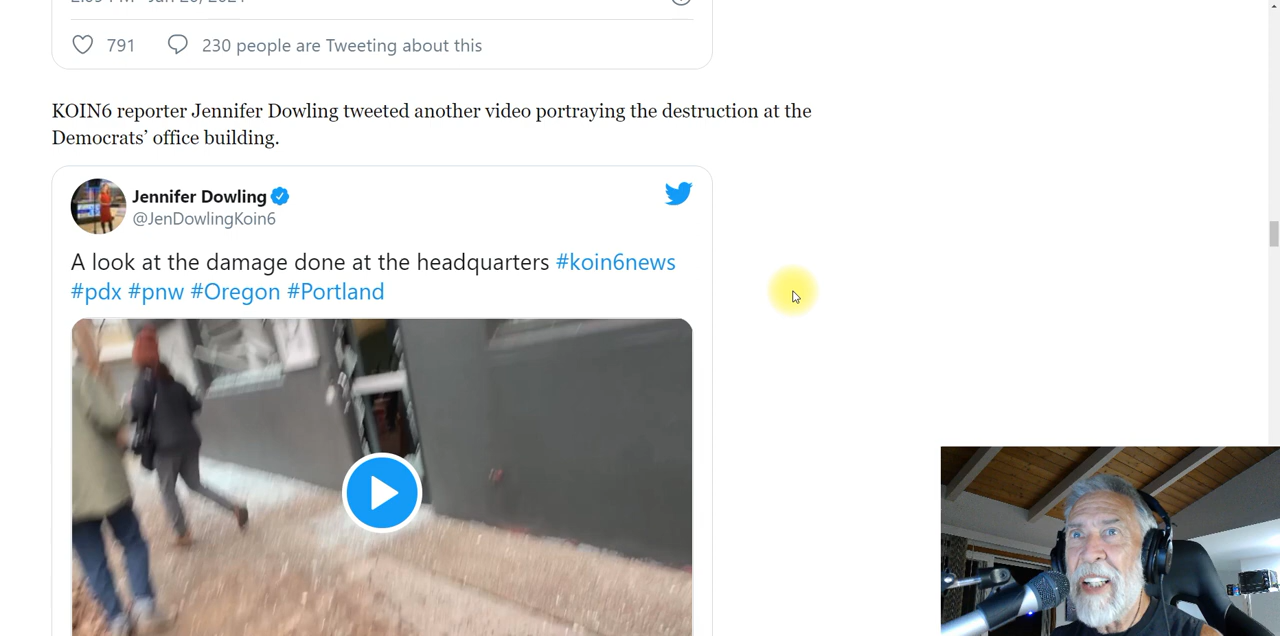 791 230 people are Tweeting about this
KOIN6 reporter Jennifer Dowling tweeted another video portraying the destruction at the
Democrats’ office building.
Jennifer Dowling
@JenDowlingKoin6
A look at the damage done at the headquarters #koin6news
#pdx #pnw #Oregon #Portland